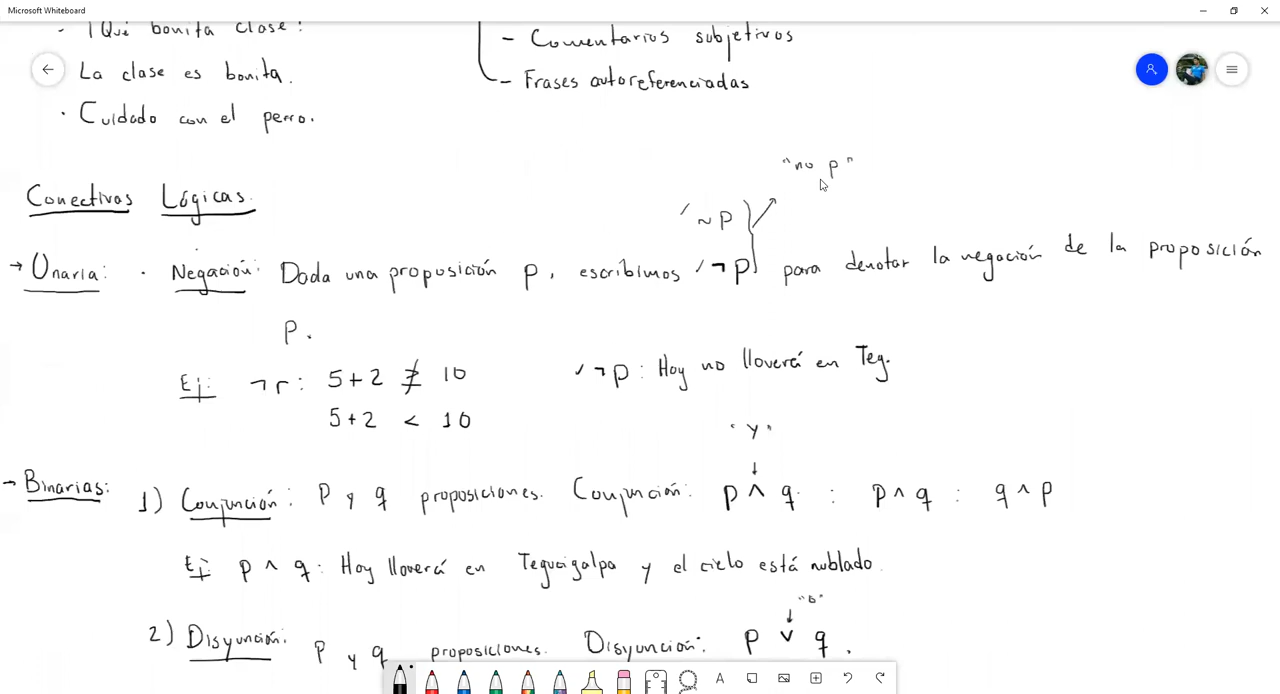 Microsoft Whiteboard
· ¡Qué bonita clase!
- Comentarios subjetivos
La clase es bonita.
- Frases autoreferenciadas
· Cuidado con el perro.
"no p"
Conectivas Lógicas.
~p
→ Unaria: · Negación: Dada una proposición p, escribimos ¬p para denotar la negación de la proposición
p.
Ej: ¬r: 5+2 ≱ 10 ¬p: Hoy no lloverá en Teg.
5+2 < 10
"y"
→ Binarias: 1) Conjunción: p y q proposiciones. Conjunción: p ∧ q : p ∧ q : q ∧ p
Ej p ∧ q: Hoy lloverá en Tegucigalpa y el cielo está nublado.
"o"
2) Disyunción: p y q proposiciones. Disyunción: p ∨ q.